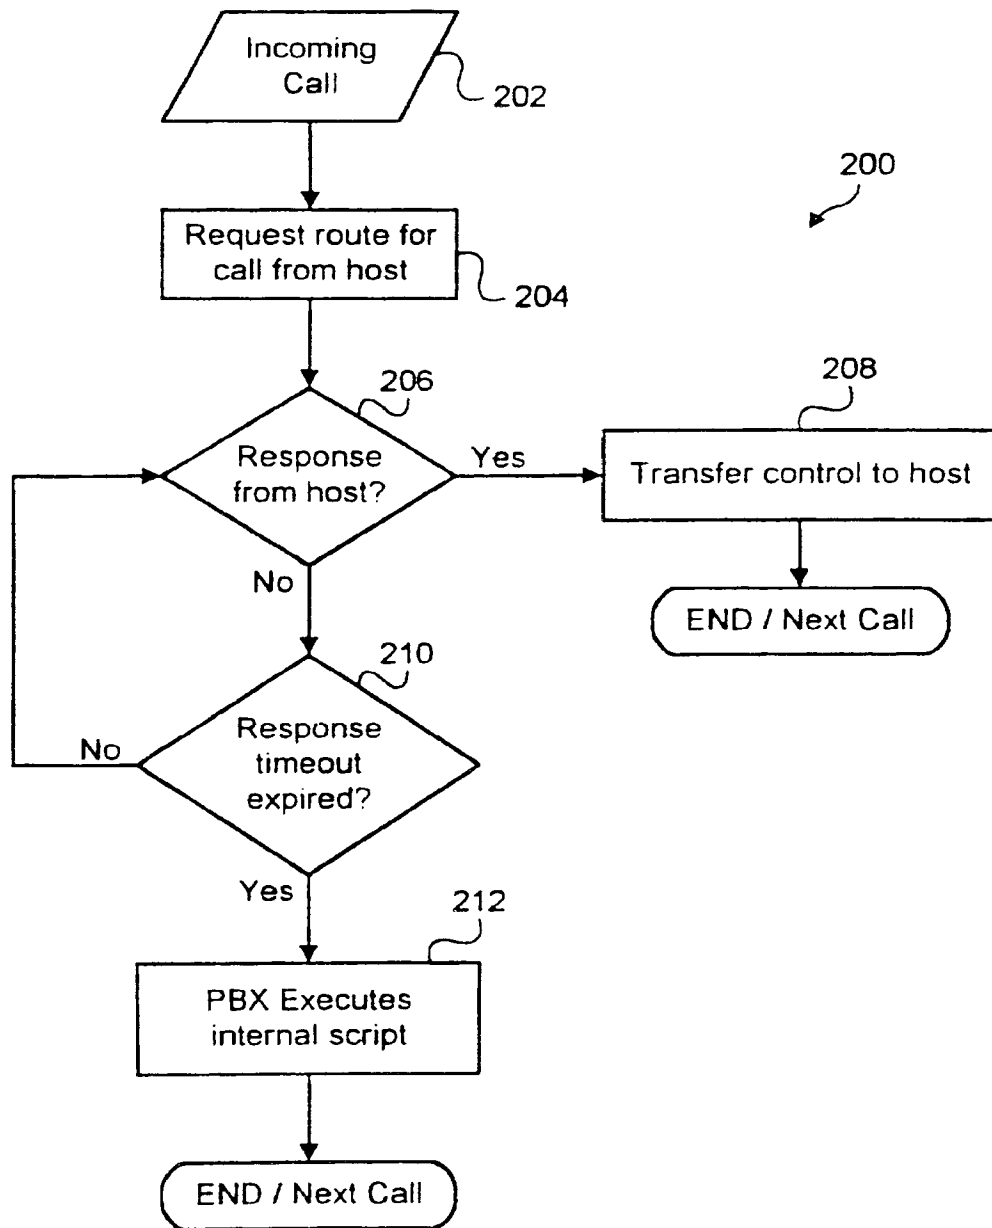 Incoming
Call
202
200
Request route for
call from host
204
206
208
Response
from host?
Yes
Transfer control to host
No
END / Next Call
210
Response
timeout
expired?
No
Yes
212
PBX Executes
internal script
END / Next Call